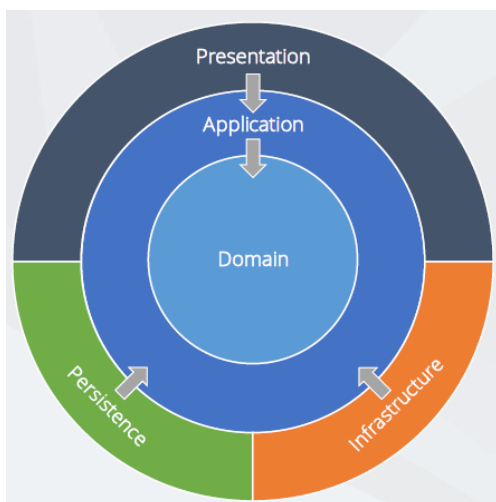 Presentation
Application
Domain
Persistence
Infrastructure